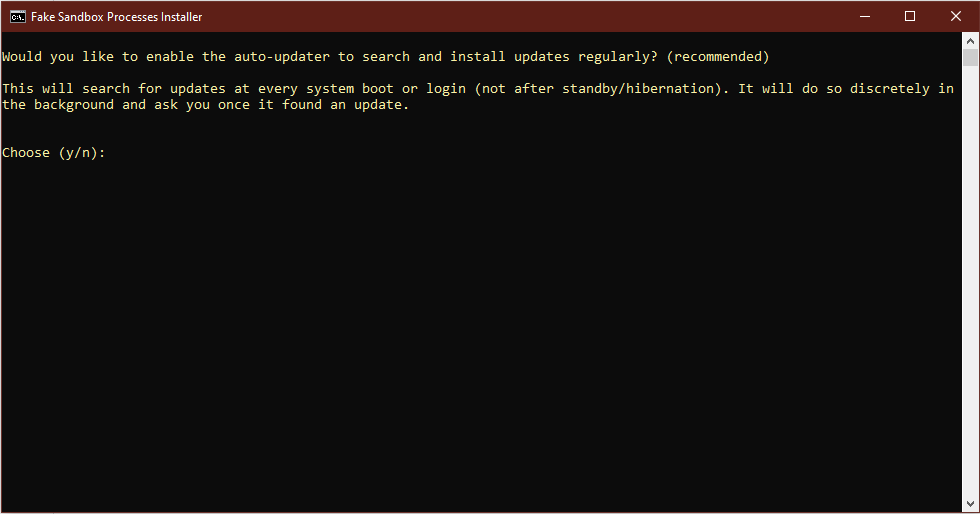 Fake Sandbox Processes Installer
Would you like to enable the auto-updater to search and install updates regularly? (recommended)
This will search for updates at every system boot or login (not after standby/hibernation). It will do so discretely in
the background and ask you once it found an update.
Choose (y/n):